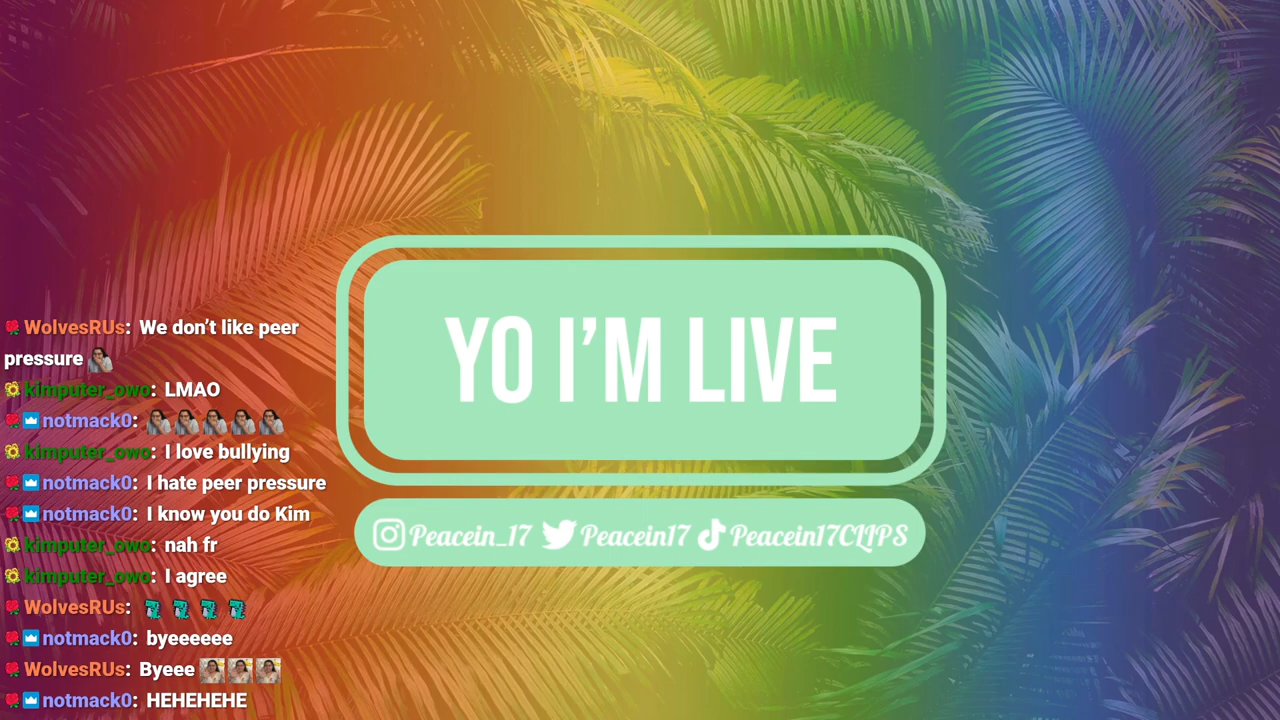 WolvesRUs: We don't like peer
pressure
kimputer_owo: LMAO
notmack0:
kimputer_owo: I love bullying
notmack0: I hate peer pressure
notmack0: I know you do Kim
kimputer_owo: nah fr
kimputer_owo: I agree
WolvesRUs:
notmack0: byeeeeee
WolvesRUs: Byeee
notmack0: HEHEHEHE
YO I'M LIVE
Peacein_17 Peacein17 Peacein17CLIPS